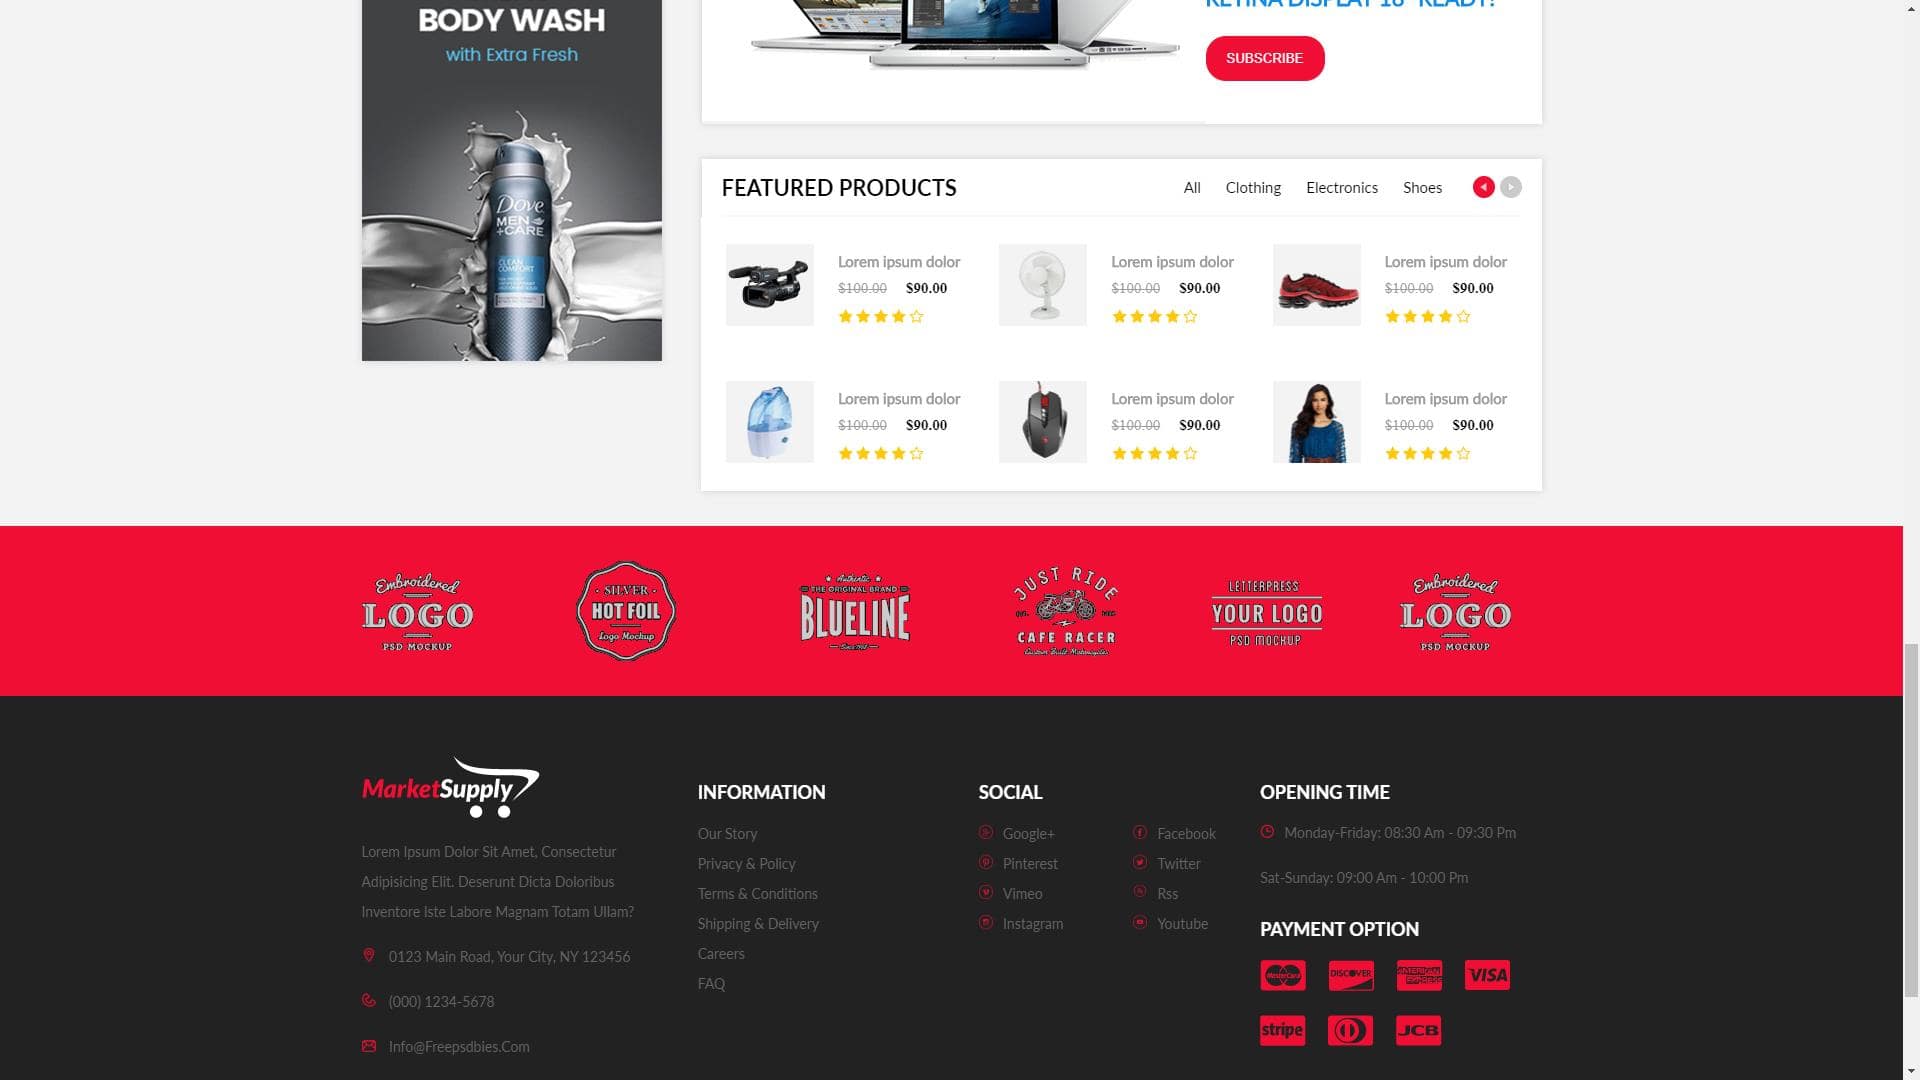 BODY WASH
with Extra Fresh
Dove
MEN
+CARE
CLEAN
COMFORT
RETINA DISPLAY 16" READY!
SUBSCRIBE
FEATURED PRODUCTS
All Clothing Electronics Shoes
Lorem ipsum dolor
$100.00 $90.00
Lorem ipsum dolor
$100.00 $90.00
Lorem ipsum dolor
$100.00 $90.00
Lorem ipsum dolor
$100.00 $90.00
Lorem ipsum dolor
$100.00 $90.00
Lorem ipsum dolor
$100.00 $90.00
Embroidered
LOGO
PSD MOCKUP
SILVER
HOT FOIL
Logo Mockup
Authentic
THE ORIGINAL BRAND
BLUELINE
JUST RIDE
CAFE RACER
Custom Built Motorcycles
LETTERPRESS
YOUR LOGO
PSD MOCKUP
Embroidered
LOGO
PSD MOCKUP
MarketSupply
Lorem Ipsum Dolor Sit Amet, Consectetur
Adipisicing Elit. Deserunt Dicta Doloribus
Inventore Iste Labore Magnam Totam Ullam?
0123 Main Road, Your City, NY 123456
(000) 1234-5678
Info@Freepsdbies.Com
INFORMATION
Our Story
Privacy & Policy
Terms & Conditions
Shipping & Delivery
Careers
FAQ
SOCIAL
Google+ Facebook
Pinterest Twitter
Vimeo Rss
Instagram Youtube
OPENING TIME
Monday-Friday: 08:30 Am - 09:30 Pm
Sat-Sunday: 09:00 Am - 10:00 Pm
PAYMENT OPTION
MasterCard DISCOVER AMERICAN EXPRESS VISA
stripe JCB